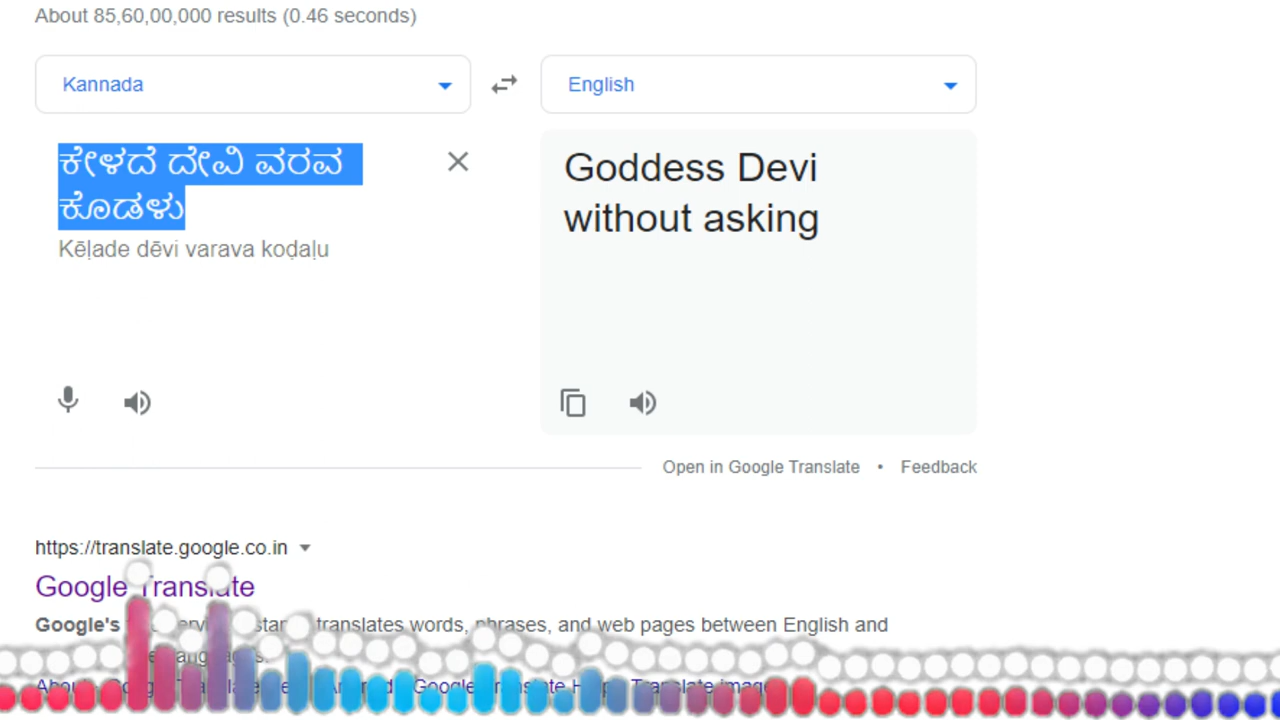 About 85,60,00,000 results (0.46 seconds)
Kannada
English
ಕೇಳದೆ ದೇವಿ ವರವ
ಕೊಡಳು
Kēḷade dēvi varava koḍaḷu
Goddess Devi
without asking
Open in Google Translate • Feedback
https://translate.google.co.in
Google Translate
Google's translates words, phrases, and web pages between English and